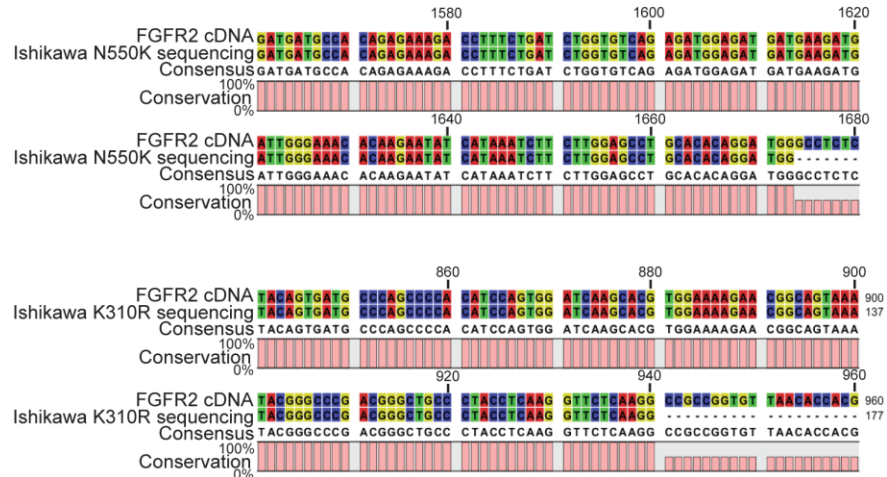 1580 1600 1620
FGFR2 cDNA GATGATGCCA CAGAGAAAGA CCTTTCTGAT CTGGTGTCAG AGATGGAGAT GATGAAGATG
Ishikawa N550K sequencing GATGATGCCA CAGAGAAAGA CCTTTCTGAT CTGGTGTCAG AGATGGAGAT GATGAAGATG
Consensus GATGATGCCA CAGAGAAAGA CCTTTCTGAT CTGGTGTCAG AGATGGAGAT GATGAAGATG
100%
Conservation
0%
1640 1660 1680
FGFR2 cDNA ATTGGGAAAC ACAAGAATAT CATAAATCTT CTTGGAGCCT GCACACAGGA TGGGCCTCTC
Ishikawa N550K sequencing ATTGGGAAAC ACAAGAATAT CATAAATCTT CTTGGAGCCT GCACACAGGA TGG-------
Consensus ATTGGGAAAC ACAAGAATAT CATAAATCTT CTTGGAGCCT GCACACAGGA TGGGCCTCTC
100%
Conservation
0%
860 880 900
FGFR2 cDNA TACAGTGATG CCCAGCCCCA CATCCAGTGG ATCAAGCACG TGGAAAAGAA CGGCAGTAAA 900
Ishikawa K310R sequencing TACAGTGATG CCCAGCCCCA CATCCAGTGG ATCAAGCACG TGGAAAAGAA CGGCAGTAAA 137
Consensus TACAGTGATG CCCAGCCCCA CATCCAGTGG ATCAAGCACG TGGAAAAGAA CGGCAGTAAA
100%
Conservation
0%
920 940 960
FGFR2 cDNA TACGGGCCCG ACGGGCTGCC CTACCTCAAG GTTCTCAAGG CCGCCGGTGT TAACACCACG 960
Ishikawa K310R sequencing TACGGGCCCG ACGGGCTGCC CTACCTCAAG GTTCTCAAGG ---------- ---------- 177
Consensus TACGGGCCCG ACGGGCTGCC CTACCTCAAG GTTCTCAAGG CCGCCGGTGT TAACACCACG
100%
Conservation
0%